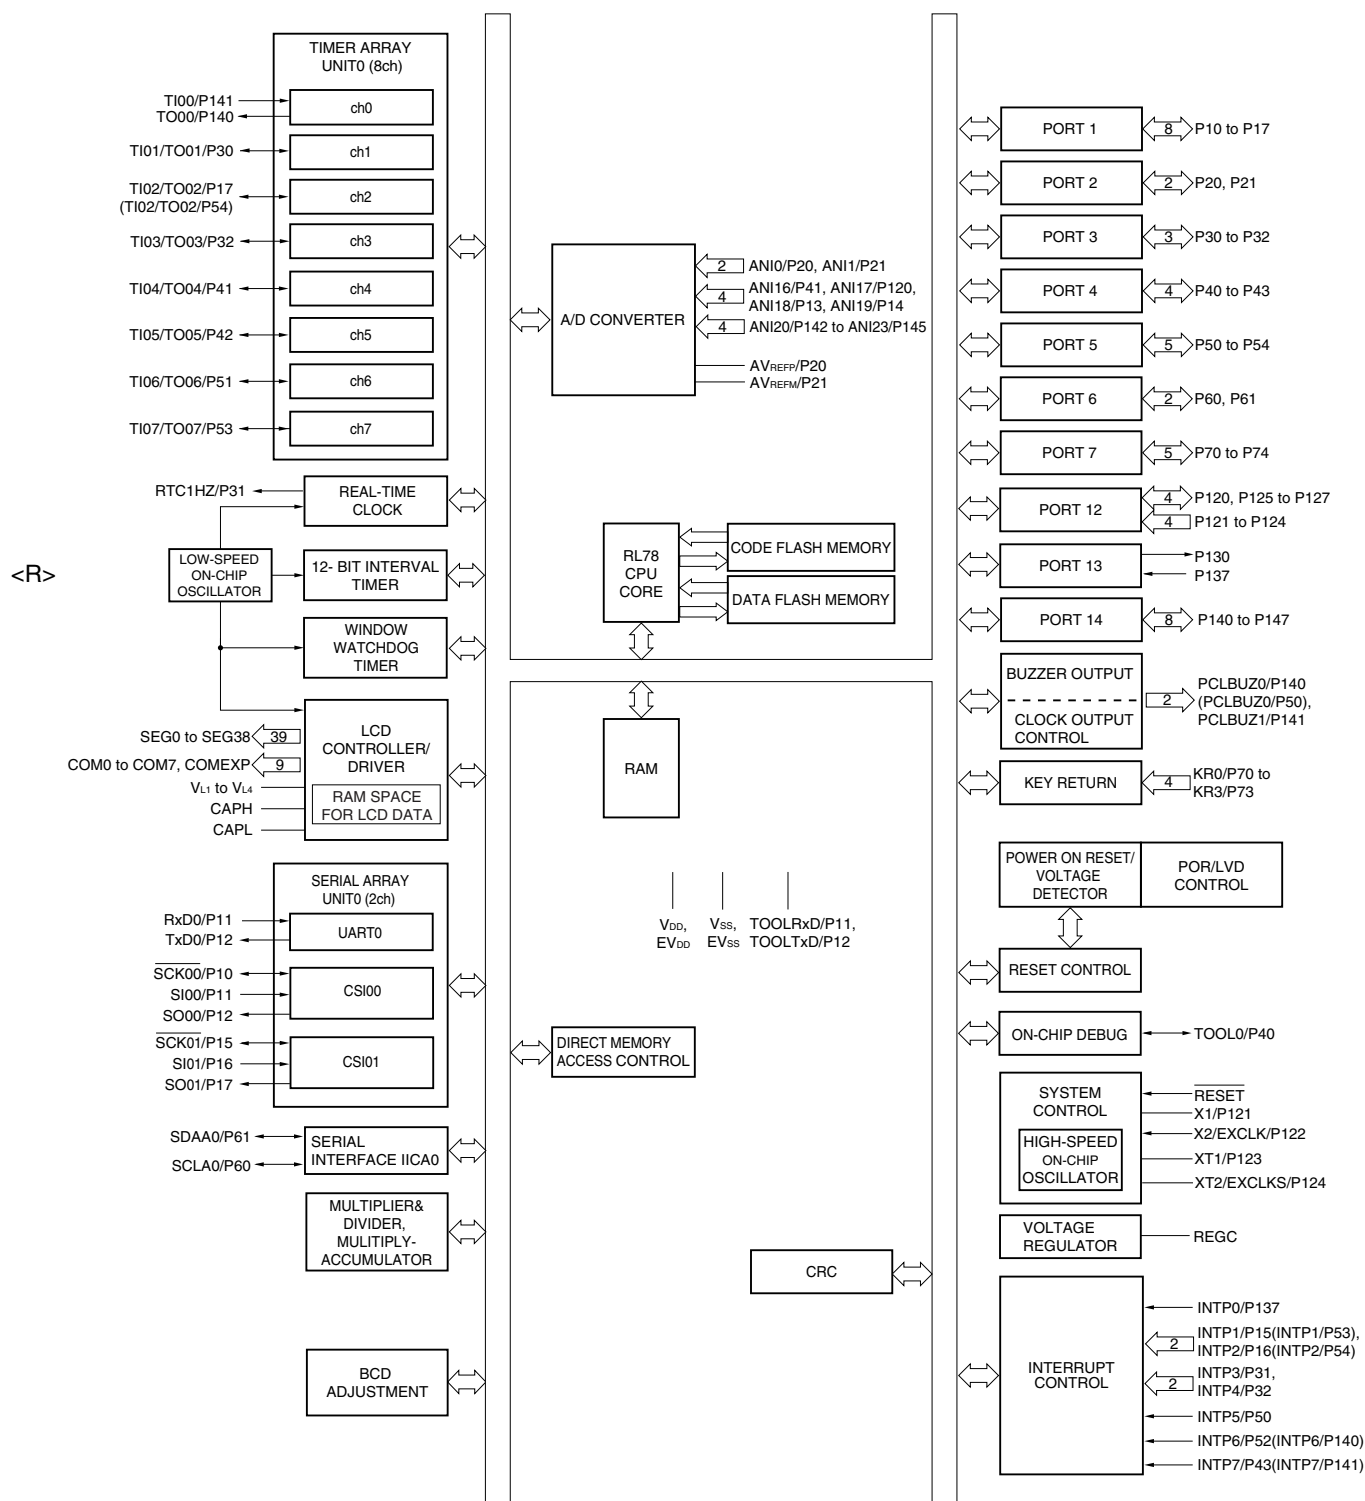 TIMER ARRAY
UNIT0 (8ch)
TI00/P141
TO00/P140
ch0
TI01/TO01/P30
ch1
TI02/TO02/P17
(TI02/TO02/P54)
ch2
TI03/TO03/P32
ch3
TI04/TO04/P41
ch4
TI05/TO05/P42
ch5
TI06/TO06/P51
ch6
TI07/TO07/P53
ch7
RTC1HZ/P31
REAL-TIME
CLOCK
<R>
LOW-SPEED
ON-CHIP
OSCILLATOR
12- BIT INTERVAL
TIMER
WINDOW
WATCHDOG
TIMER
LCD
CONTROLLER/
DRIVER
RAM SPACE
FOR LCD DATA
SEG0 to SEG38
39
COM0 to COM7, COMEXP
9
VL1 to VL4
CAPH
CAPL
SERIAL ARRAY
UNIT0 (2ch)
RxD0/P11
TxD0/P12
UART0
SCK00/P10
SI00/P11
SO00/P12
CSI00
SCK01/P15
SI01/P16
SO01/P17
CSI01
SDAA0/P61
SCLA0/P60
SERIAL
INTERFACE IICA0
MULTIPLIER&
DIVIDER,
MULITIPLY-
ACCUMULATOR
BCD
ADJUSTMENT
A/D CONVERTER
2
ANI0/P20, ANI1/P21
4
ANI16/P41, ANI17/P120,
ANI18/P13, ANI19/P14
4
ANI20/P142 to ANI23/P145
AVREFP/P20
AVREFM/P21
RL78
CPU
CORE
CODE FLASH MEMORY
DATA FLASH MEMORY
RAM
VDD,
EVDD
VSS,
EVSS
TOOLRxD/P11,
TOOLTxD/P12
DIRECT MEMORY
ACCESS CONTROL
CRC
PORT 1
8
P10 to P17
PORT 2
2
P20, P21
PORT 3
3
P30 to P32
PORT 4
4
P40 to P43
PORT 5
5
P50 to P54
PORT 6
2
P60, P61
PORT 7
5
P70 to P74
PORT 12
4
P120, P125 to P127
4
P121 to P124
PORT 13
P130
P137
PORT 14
8
P140 to P147
BUZZER OUTPUT
CLOCK OUTPUT
CONTROL
2
PCLBUZ0/P140
(PCLBUZ0/P50),
PCLBUZ1/P141
KEY RETURN
4
KR0/P70 to
KR3/P73
POWER ON RESET/
VOLTAGE
DETECTOR
POR/LVD
CONTROL
RESET CONTROL
ON-CHIP DEBUG
TOOL0/P40
SYSTEM
CONTROL
HIGH-SPEED
ON-CHIP
OSCILLATOR
RESET
X1/P121
X2/EXCLK/P122
XT1/P123
XT2/EXCLKS/P124
VOLTAGE
REGULATOR
REGC
INTERRUPT
CONTROL
INTP0/P137
2
INTP1/P15(INTP1/P53),
INTP2/P16(INTP2/P54)
2
INTP3/P31,
INTP4/P32
INTP5/P50
INTP6/P52(INTP6/P140)
INTP7/P43(INTP7/P141)